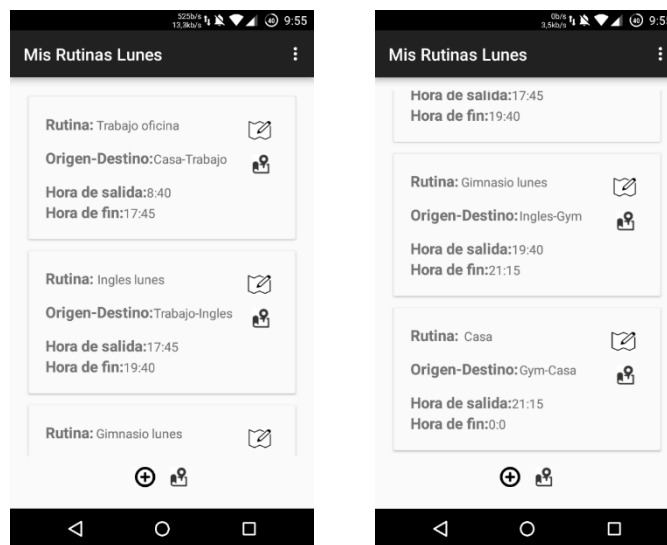 525b/s
13,3kb/s
40
9:55
Mis Rutinas Lunes
Rutina: Trabajo oficina
Origen-Destino:Casa-Trabajo
Hora de salida:8:40
Hora de fin:17:45
Rutina: Ingles lunes
Origen-Destino:Trabajo-Ingles
Hora de salida:17:45
Hora de fin:19:40
Rutina: Gimnasio lunes
0b/s
3,5kb/s
40
9:55
Mis Rutinas Lunes
Hora de salida:17:45
Hora de fin:19:40
Rutina: Gimnasio lunes
Origen-Destino:Ingles-Gym
Hora de salida:19:40
Hora de fin:21:15
Rutina: Casa
Origen-Destino:Gym-Casa
Hora de salida:21:15
Hora de fin:0:0